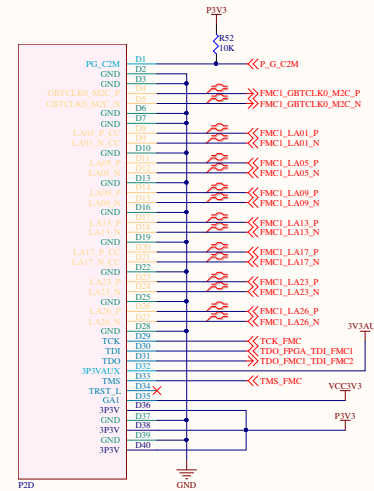 P3V3
R52
10K
PG_C2M D1 P_G_C2M
GND D2
GND D3
GBTCLK0_M2C_P D4 FMC1_GBTCLK0_M2C_P
GBTCLK0_M2C_N D5 FMC1_GBTCLK0_M2C_N
GND D6
GND D7
LA01_P_CC D8 FMC1_LA01_P
LA01_N_CC D9 FMC1_LA01_N
GND D10
LA05_P D11 FMC1_LA05_P
LA05_N D12 FMC1_LA05_N
GND D13
LA09_P D14 FMC1_LA09_P
LA09_N D15 FMC1_LA09_N
GND D16
LA13_P D17 FMC1_LA13_P
LA13_N D18 FMC1_LA13_N
GND D19
LA17_P_CC D20 FMC1_LA17_P
LA17_N_CC D21 FMC1_LA17_N
GND D22
LA23_P D23 FMC1_LA23_P
LA23_N D24 FMC1_LA23_N
GND D25
LA26_P D26 FMC1_LA26_P
LA26_N D27 FMC1_LA26_N
GND D28
TCK D29 TCK_FMC
3V3AU
TDI D30 TDO_FPGA_TDI_FMC1
TDO D31 TDO_FMC1_TDI_FMC2
3P3VAUX D32
TMS D33 TMS_FMC
TRST_L D34
VCC3V3
GA1 D35
3P3V D36
GND D37
P3V3
3P3V D38
GND D39
3P3V D40
P2D
GND